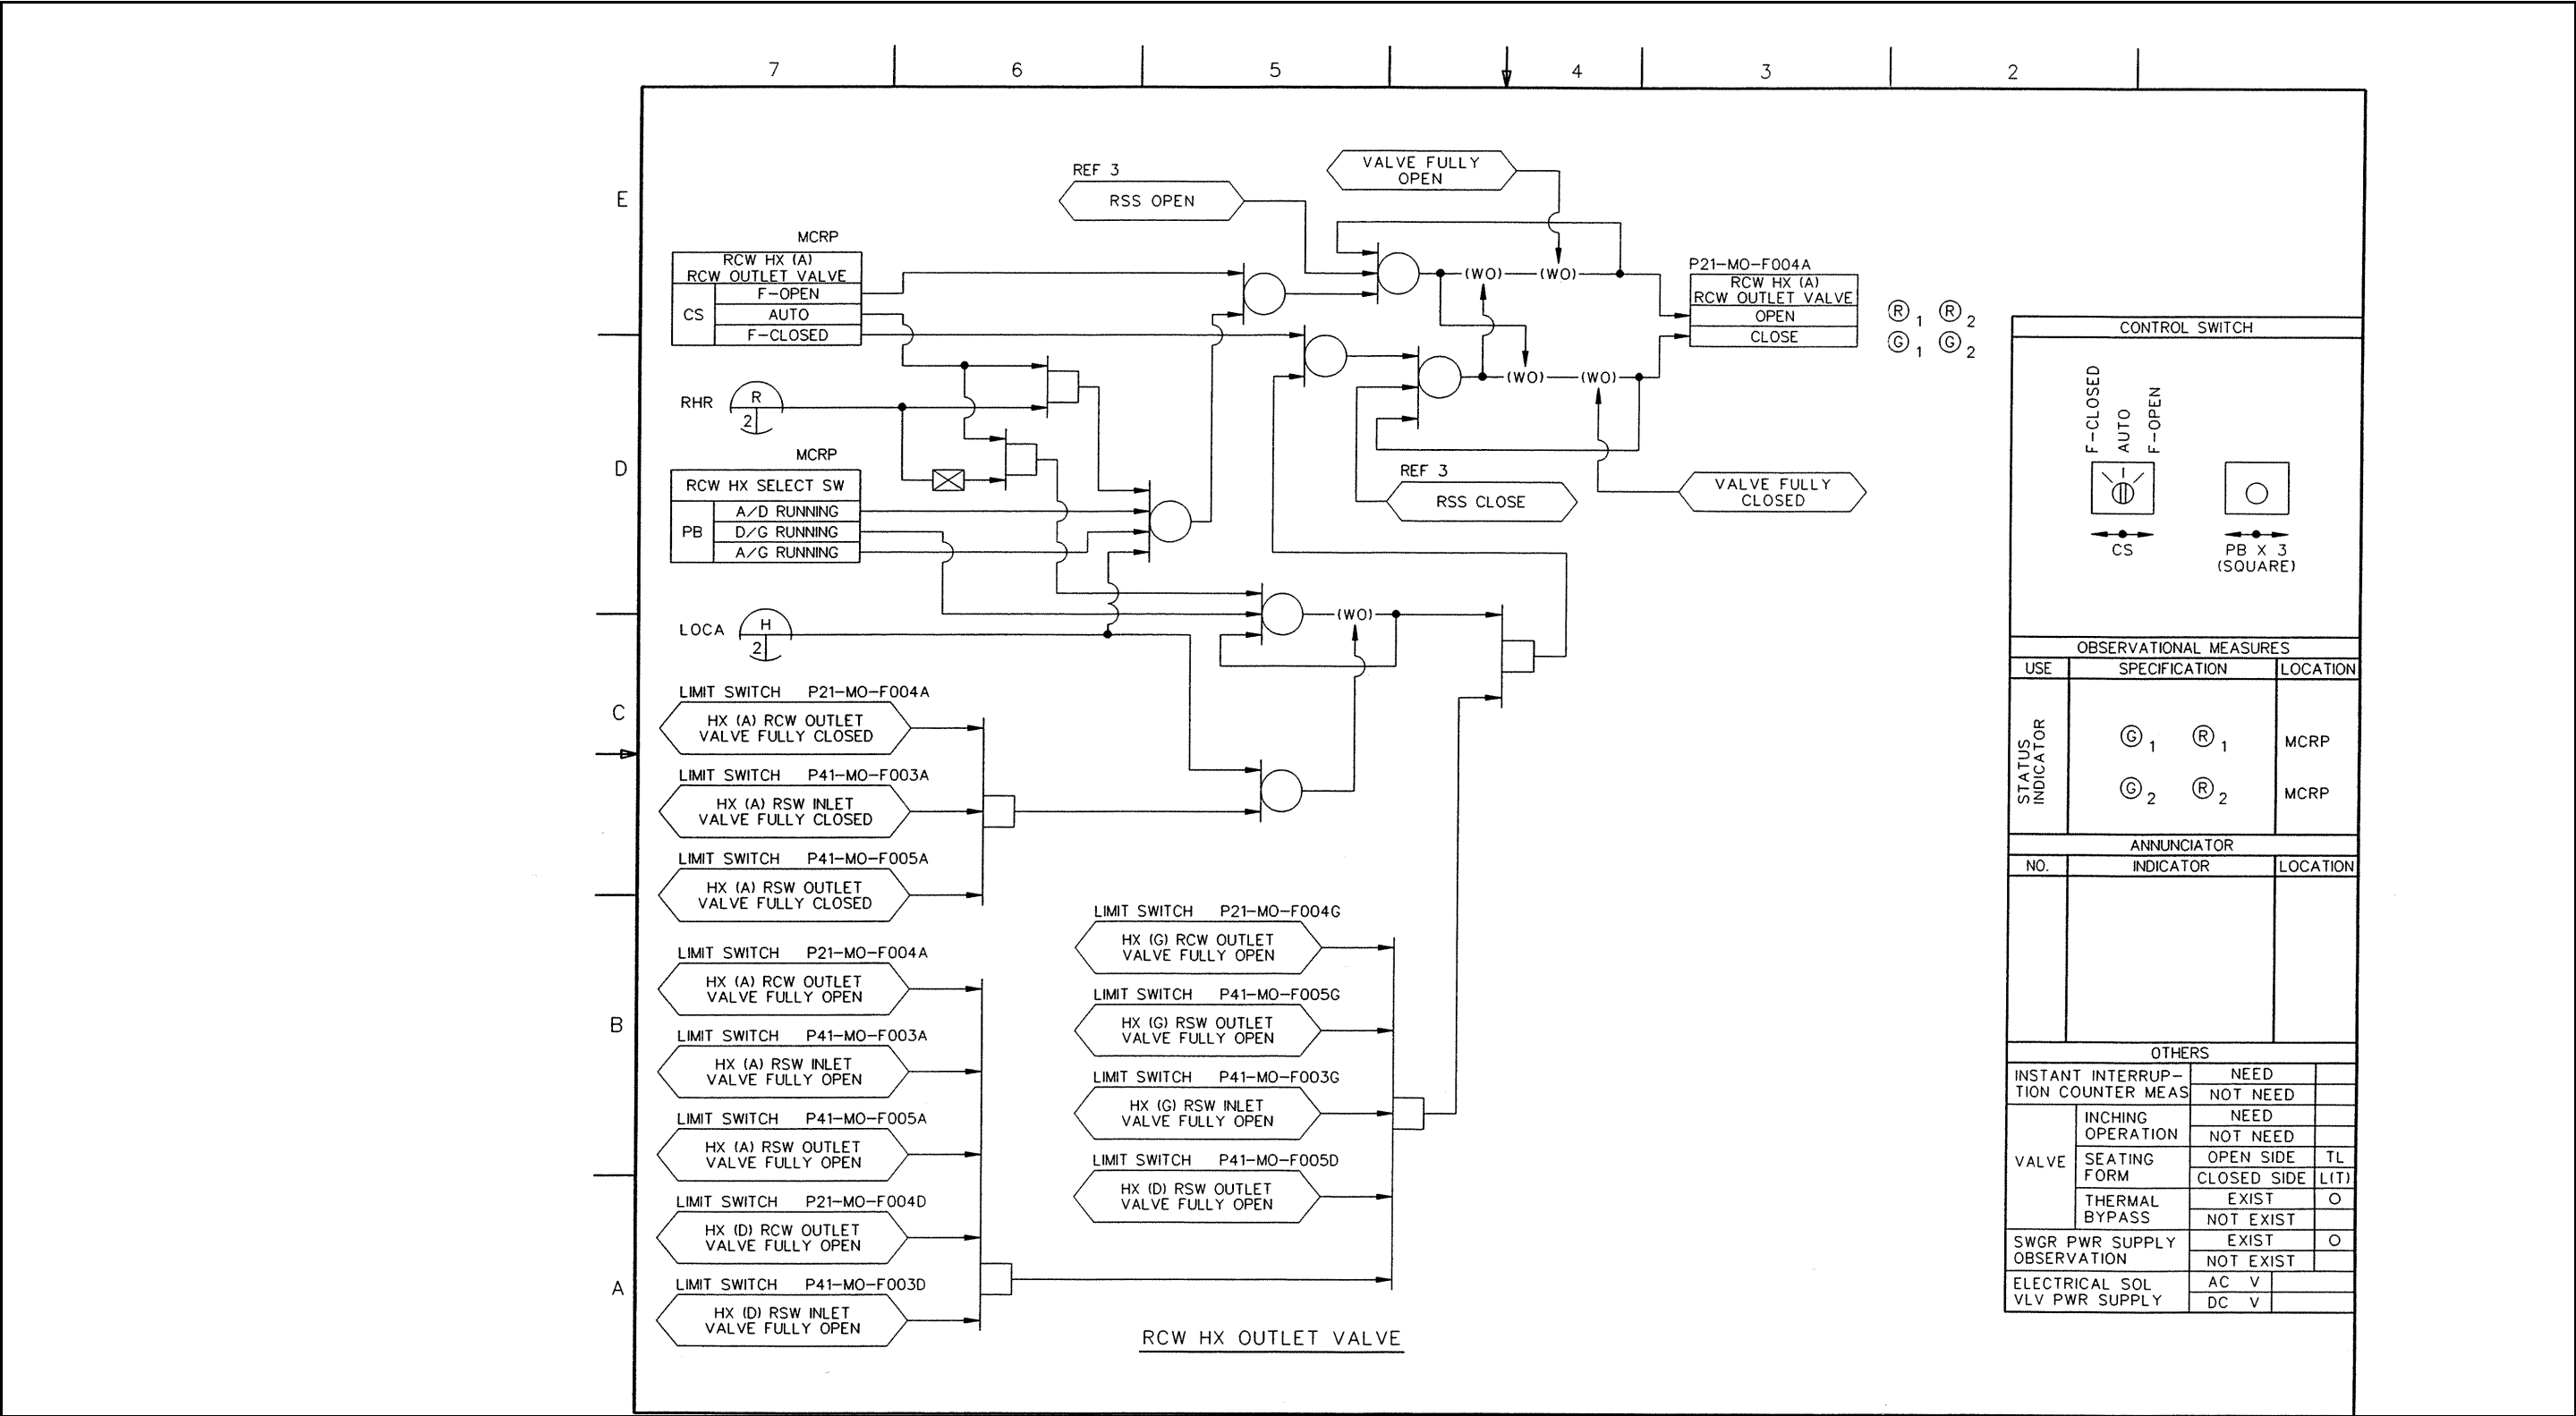 7
6
5
4
3
2
E
D
C
B
A
VALVE FULLY
OPEN
REF 3
RSS OPEN
MCRP
RCW HX (A)
RCW OUTLET VALVE
CS
F-OPEN
AUTO
F-CLOSED
(WO)
(WO)
P21-MO-F004A
RCW HX (A)
RCW OUTLET VALVE
OPEN
CLOSE
R 1 R 2
G 1 G 2
RHR
R
2
(WO)
(WO)
MCRP
RCW HX SELECT SW
PB
A/D RUNNING
D/G RUNNING
A/G RUNNING
REF 3
RSS CLOSE
VALVE FULLY
CLOSED
LOCA
H
2
(WO)
LIMIT SWITCH P21-MO-F004A
HX (A) RCW OUTLET
VALVE FULLY CLOSED
LIMIT SWITCH P41-MO-F003A
HX (A) RSW INLET
VALVE FULLY CLOSED
LIMIT SWITCH P41-MO-F005A
HX (A) RSW OUTLET
VALVE FULLY CLOSED
LIMIT SWITCH P21-MO-F004A
HX (A) RCW OUTLET
VALVE FULLY OPEN
LIMIT SWITCH P41-MO-F003A
HX (A) RSW INLET
VALVE FULLY OPEN
LIMIT SWITCH P41-MO-F005A
HX (A) RSW OUTLET
VALVE FULLY OPEN
LIMIT SWITCH P21-MO-F004D
HX (D) RCW OUTLET
VALVE FULLY OPEN
LIMIT SWITCH P41-MO-F003D
HX (D) RSW INLET
VALVE FULLY OPEN
LIMIT SWITCH P21-MO-F004G
HX (G) RCW OUTLET
VALVE FULLY OPEN
LIMIT SWITCH P41-MO-F005G
HX (G) RSW OUTLET
VALVE FULLY OPEN
LIMIT SWITCH P41-MO-F003G
HX (G) RSW INLET
VALVE FULLY OPEN
LIMIT SWITCH P41-MO-F005D
HX (D) RSW OUTLET
VALVE FULLY OPEN
RCW HX OUTLET VALVE
CONTROL SWITCH
F-CLOSED
AUTO
F-OPEN
CS
PB X 3
(SQUARE)
OBSERVATIONAL MEASURES
USE SPECIFICATION LOCATION
STATUS
INDICATOR
G 1 R 1 MCRP
G 2 R 2 MCRP
ANNUNCIATOR
NO. INDICATOR LOCATION
OTHERS
INSTANT INTERRUP-
TION COUNTER MEAS
NEED
NOT NEED
VALVE
INCHING
OPERATION
NEED
NOT NEED
SEATING
FORM
OPEN SIDE TL
CLOSED SIDE L(T)
THERMAL
BYPASS
EXIST O
NOT EXIST
SWGR PWR SUPPLY
OBSERVATION
EXIST O
NOT EXIST
ELECTRICAL SOL
VLV PWR SUPPLY
AC V
DC V